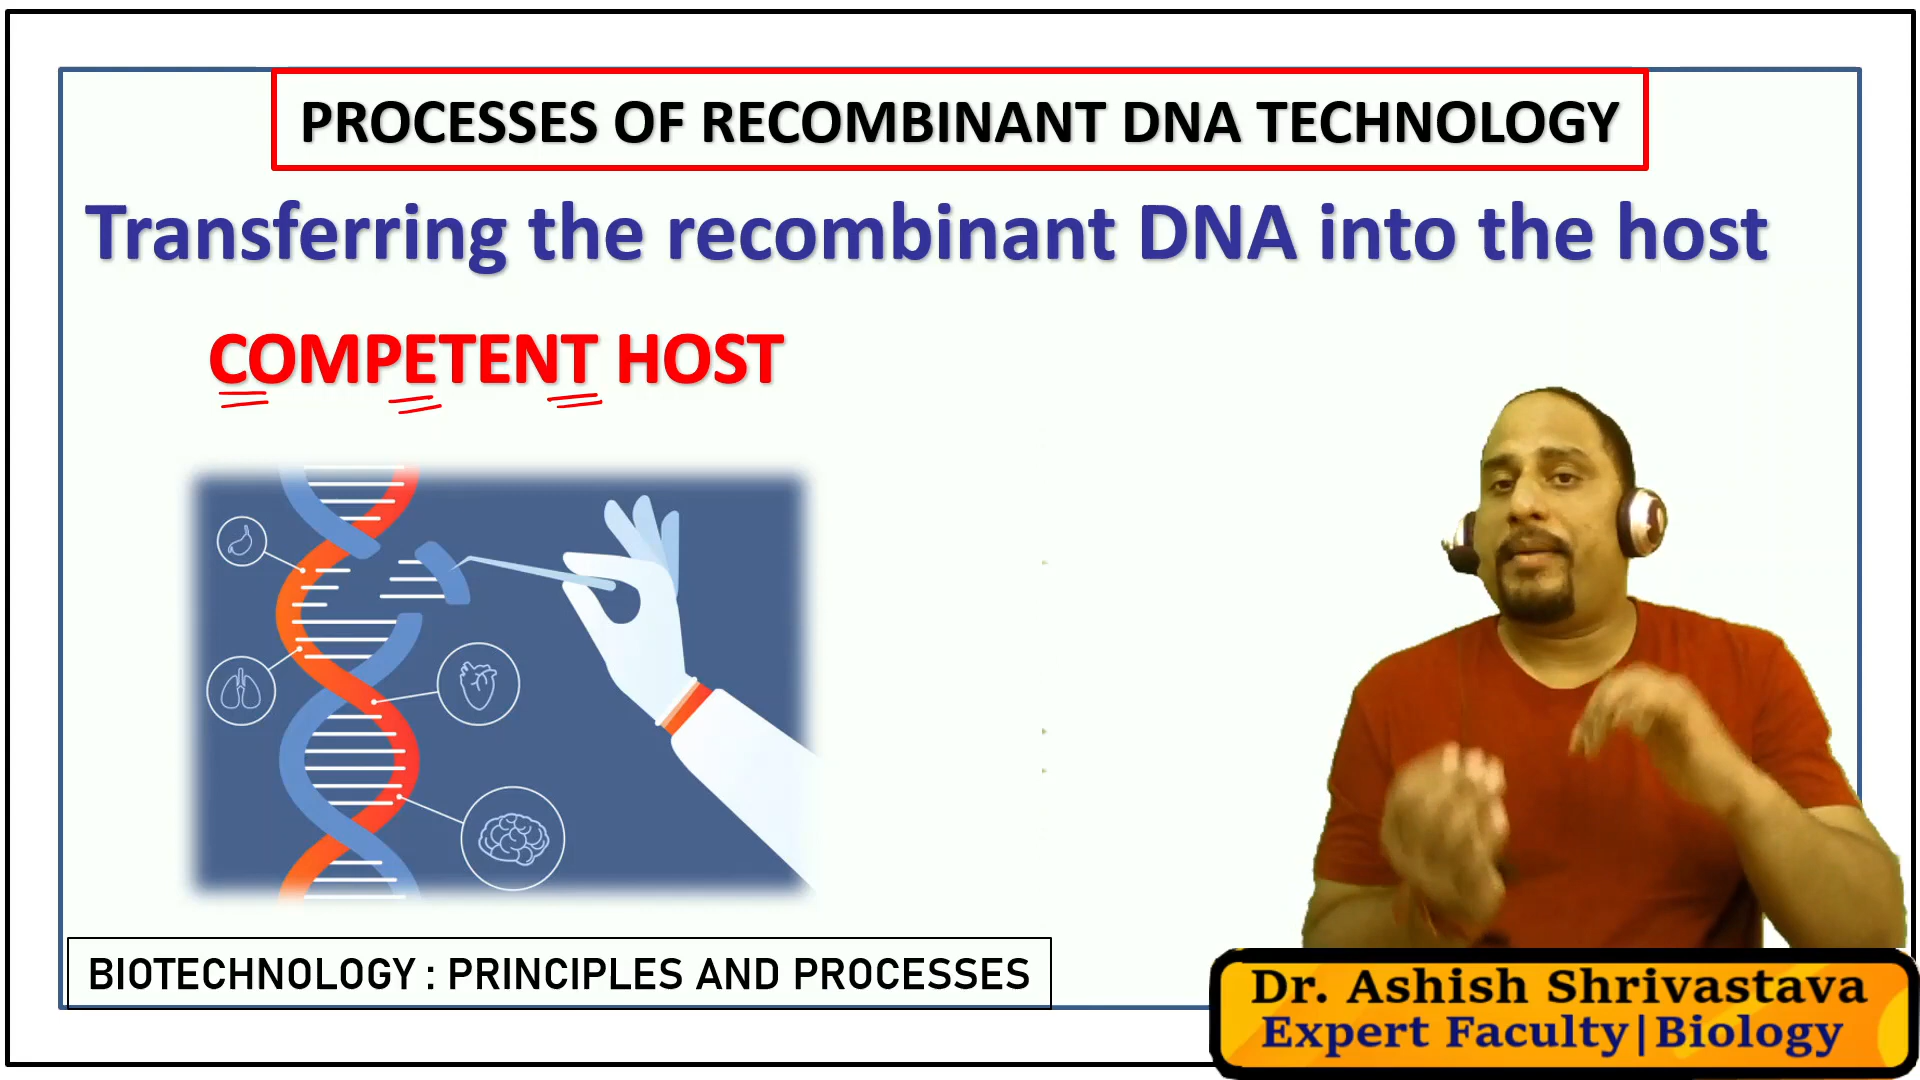 PROCESSES OF RECOMBINANT DNA TECHNOLOGY
Transferring the recombinant DNA into the host
COMPETENT HOST
BIOTECHNOLOGY : PRINCIPLES AND PROCESSES
Dr. Ashish Shrivastava
Expert Faculty|Biology